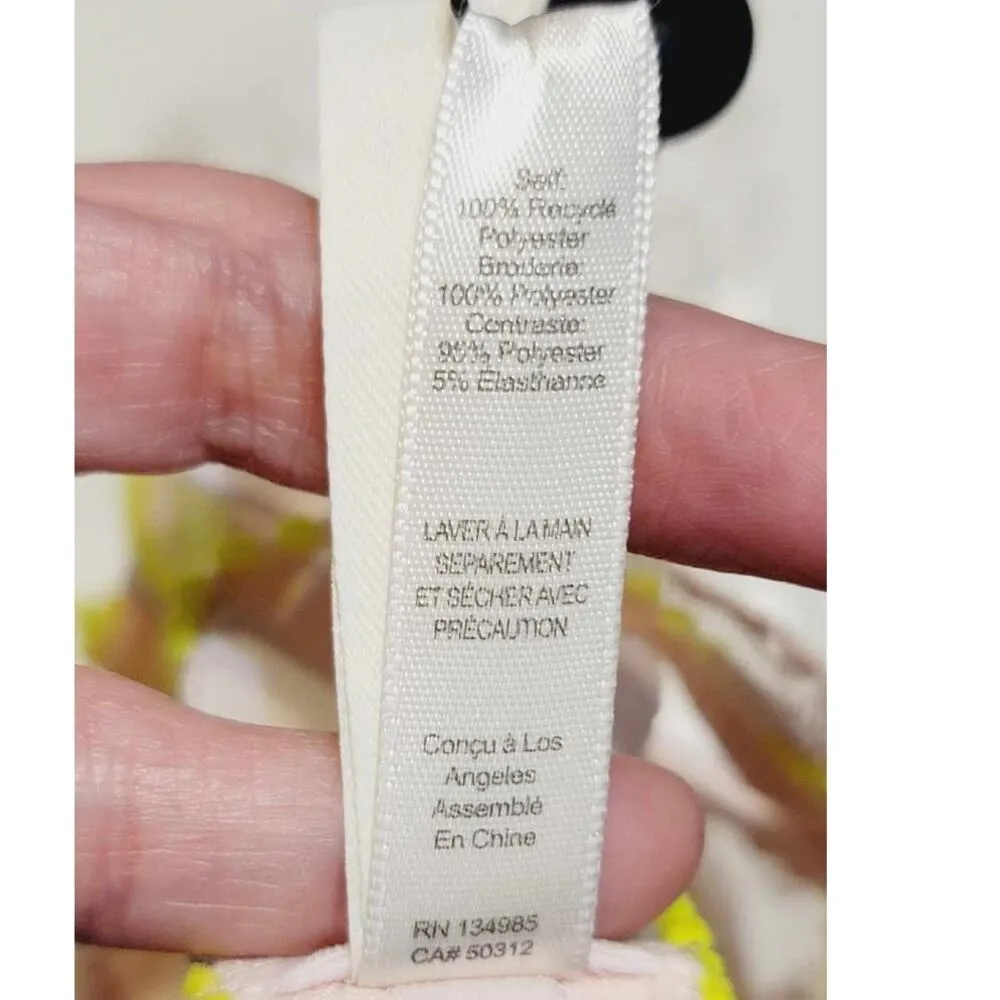 Self:
100% Recyclé
Polyester
Broderie:
100% Polyester
Contraste:
95% Polyester
5% Élasthanne
LAVER À LA MAIN
SEPAREMENT
ET SÉCHER AVEC
PRÉCAUTION
Conçu à Los
Angeles
Assemblé
En Chine
RN 134985
CA# 50312